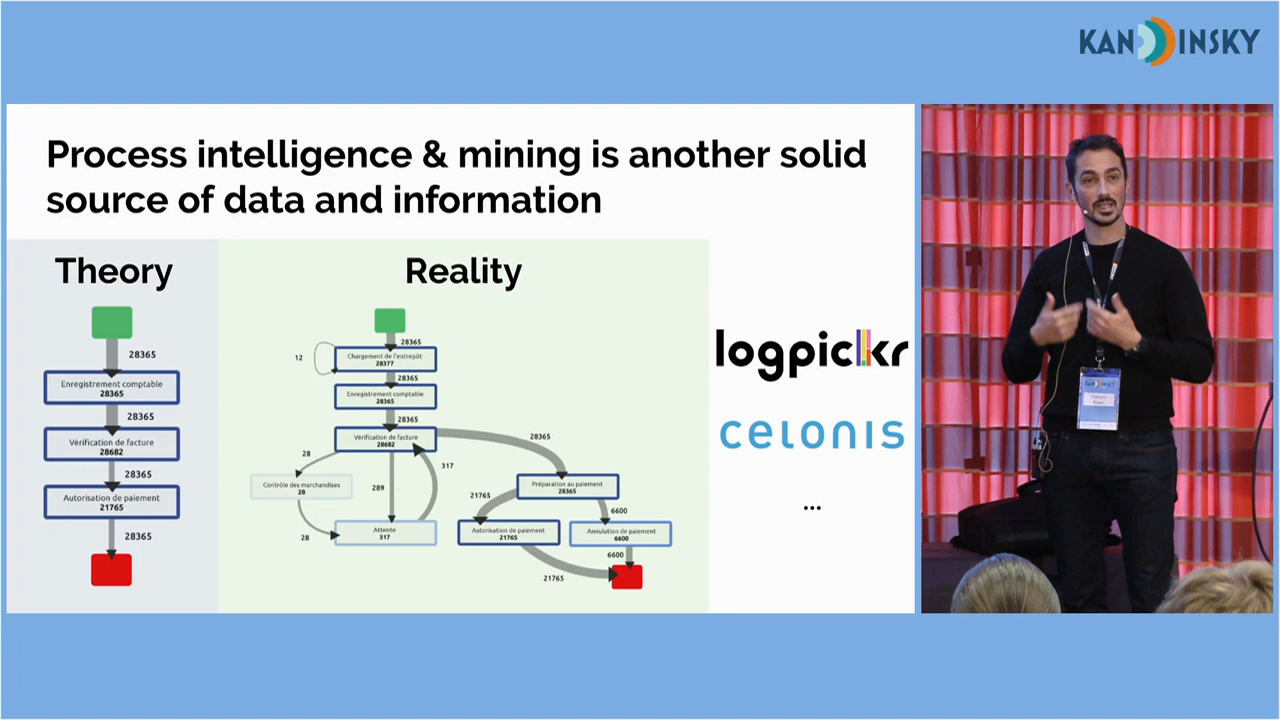 KANDDINSKY
Process intelligence & mining is another solid
source of data and information
Theory
28365
Enregistrement comptable
28365
28365
Vérification de facture
28682
28365
Autorisation de paiement
21765
28365
Reality
28365
12
Chargement de l'entrepôt
28377
28365
Enregistrement comptable
28365
28365
Vérification de facture
28682
28365
28
317
Contrôle des marchandises
28
289
Préparation au paiement
28365
21765
6600
Attente
317
28
Autorisation de paiement
21765
Annulation de paiement
6600
6600
21765
logpickr
celonis
...
KANDDINSKY